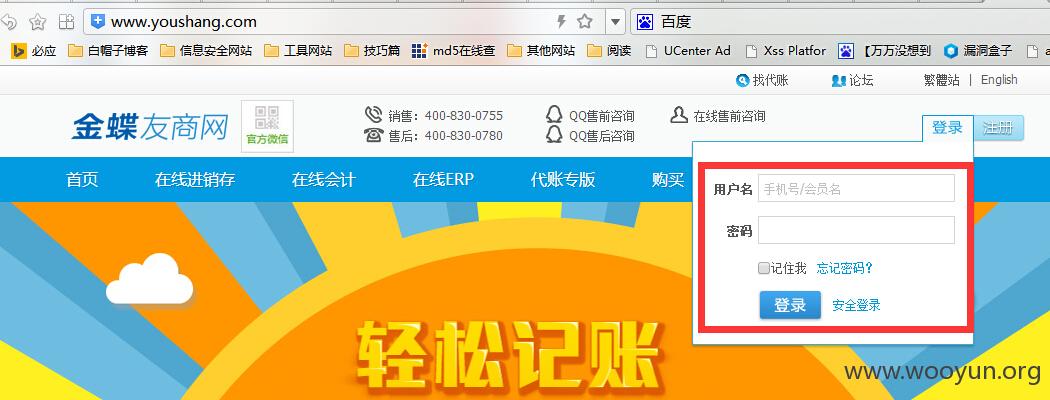 www.youshang.com 百度
必应 白帽子博客 信息安全网站 工具网站 技巧篇 md5在线查 其他网站 阅读 UCenter Ad Xss Platfor 【万万没想到 漏洞盒子 a
找代账 论坛 繁體站 | English
金蝶友商网 官方微信 销售：400-830-0755 QQ售前咨询 在线售前咨询
售后：400-830-0780 QQ售后咨询
登录 注册
首页 在线进销存 在线会计 在线ERP 代账专版 购买
用户名 手机号/会员名
密码
记住我 忘记密码？
登录 安全登录
轻松记账
www.wooyun.org